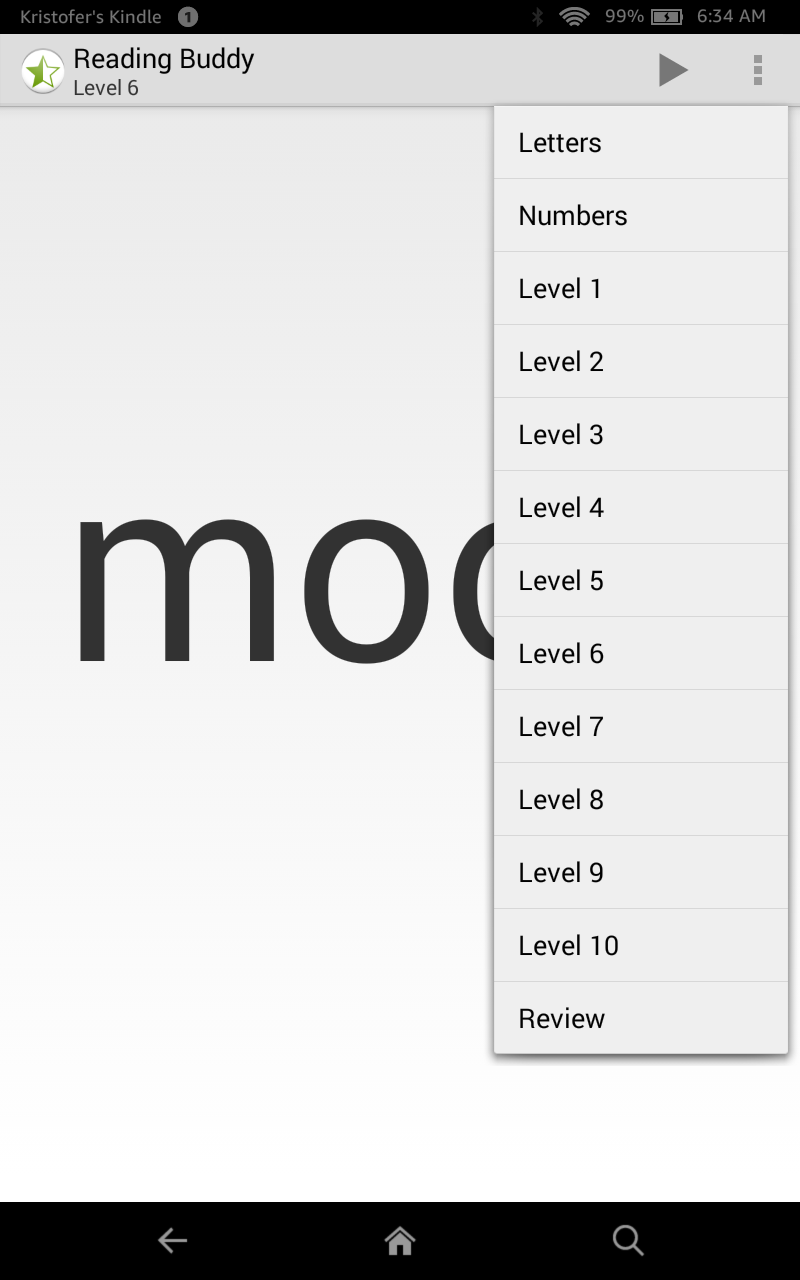 Kristofer's Kindle 1 99% 6:34 AM
Reading Buddy
Level 6
Letters
Numbers
Level 1
Level 2
Level 3
Level 4
Level 5
Level 6
Level 7
Level 8
Level 9
Level 10
Review